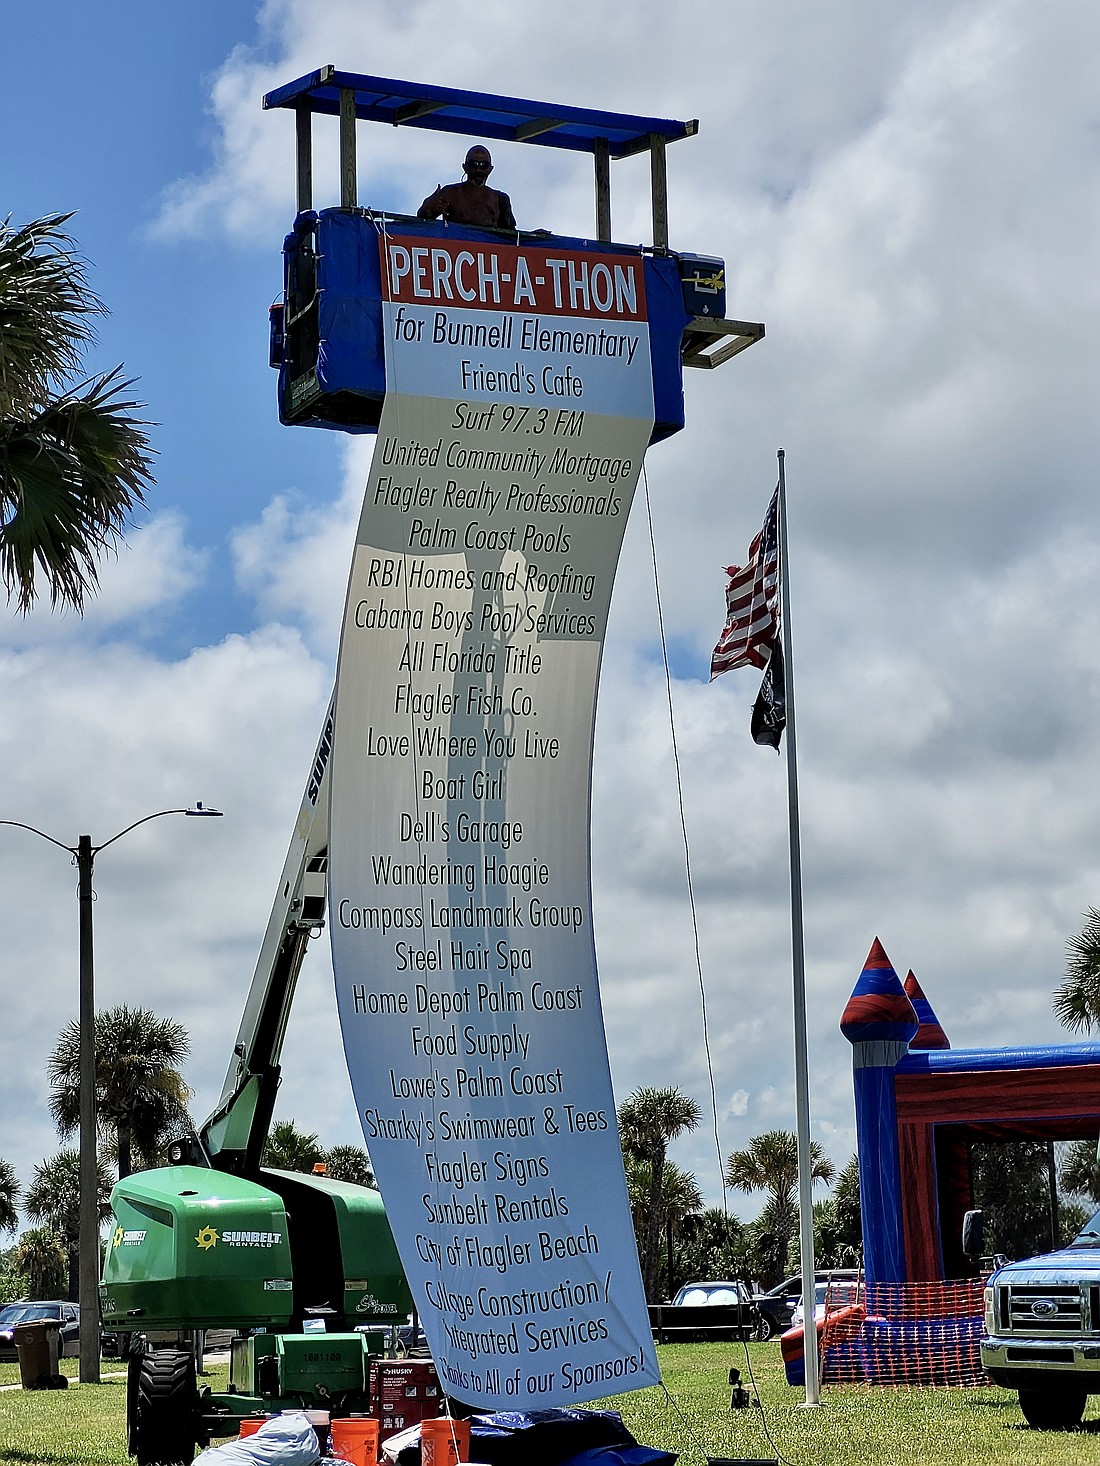 PERCH-A-THON
for Bunnell Elementary
Friend's Cafe
Surf 97.3 FM
United Community Mortgage
Flagler Realty Professionals
Palm Coast Pools
RBI Homes and Roofing
Cabana Boys Pool Services
All Florida Title
Flagler Fish Co.
Love Where You Live
Boat Girl
Dell's Garage
Wandering Hoagie
Compass Landmark Group
Steel Hair Spa
Home Depot Palm Coast
Food Supply
Lowe's Palm Coast
Sharky's Swimwear & Tees
Flagler Signs
Sunbelt Rentals
City of Flagler Beach
Construction /
Integrated Services
to All of our Sponsors!
SUNBELT
RENTALS
SUNBELT
RENTALS
HUSKY
Ford